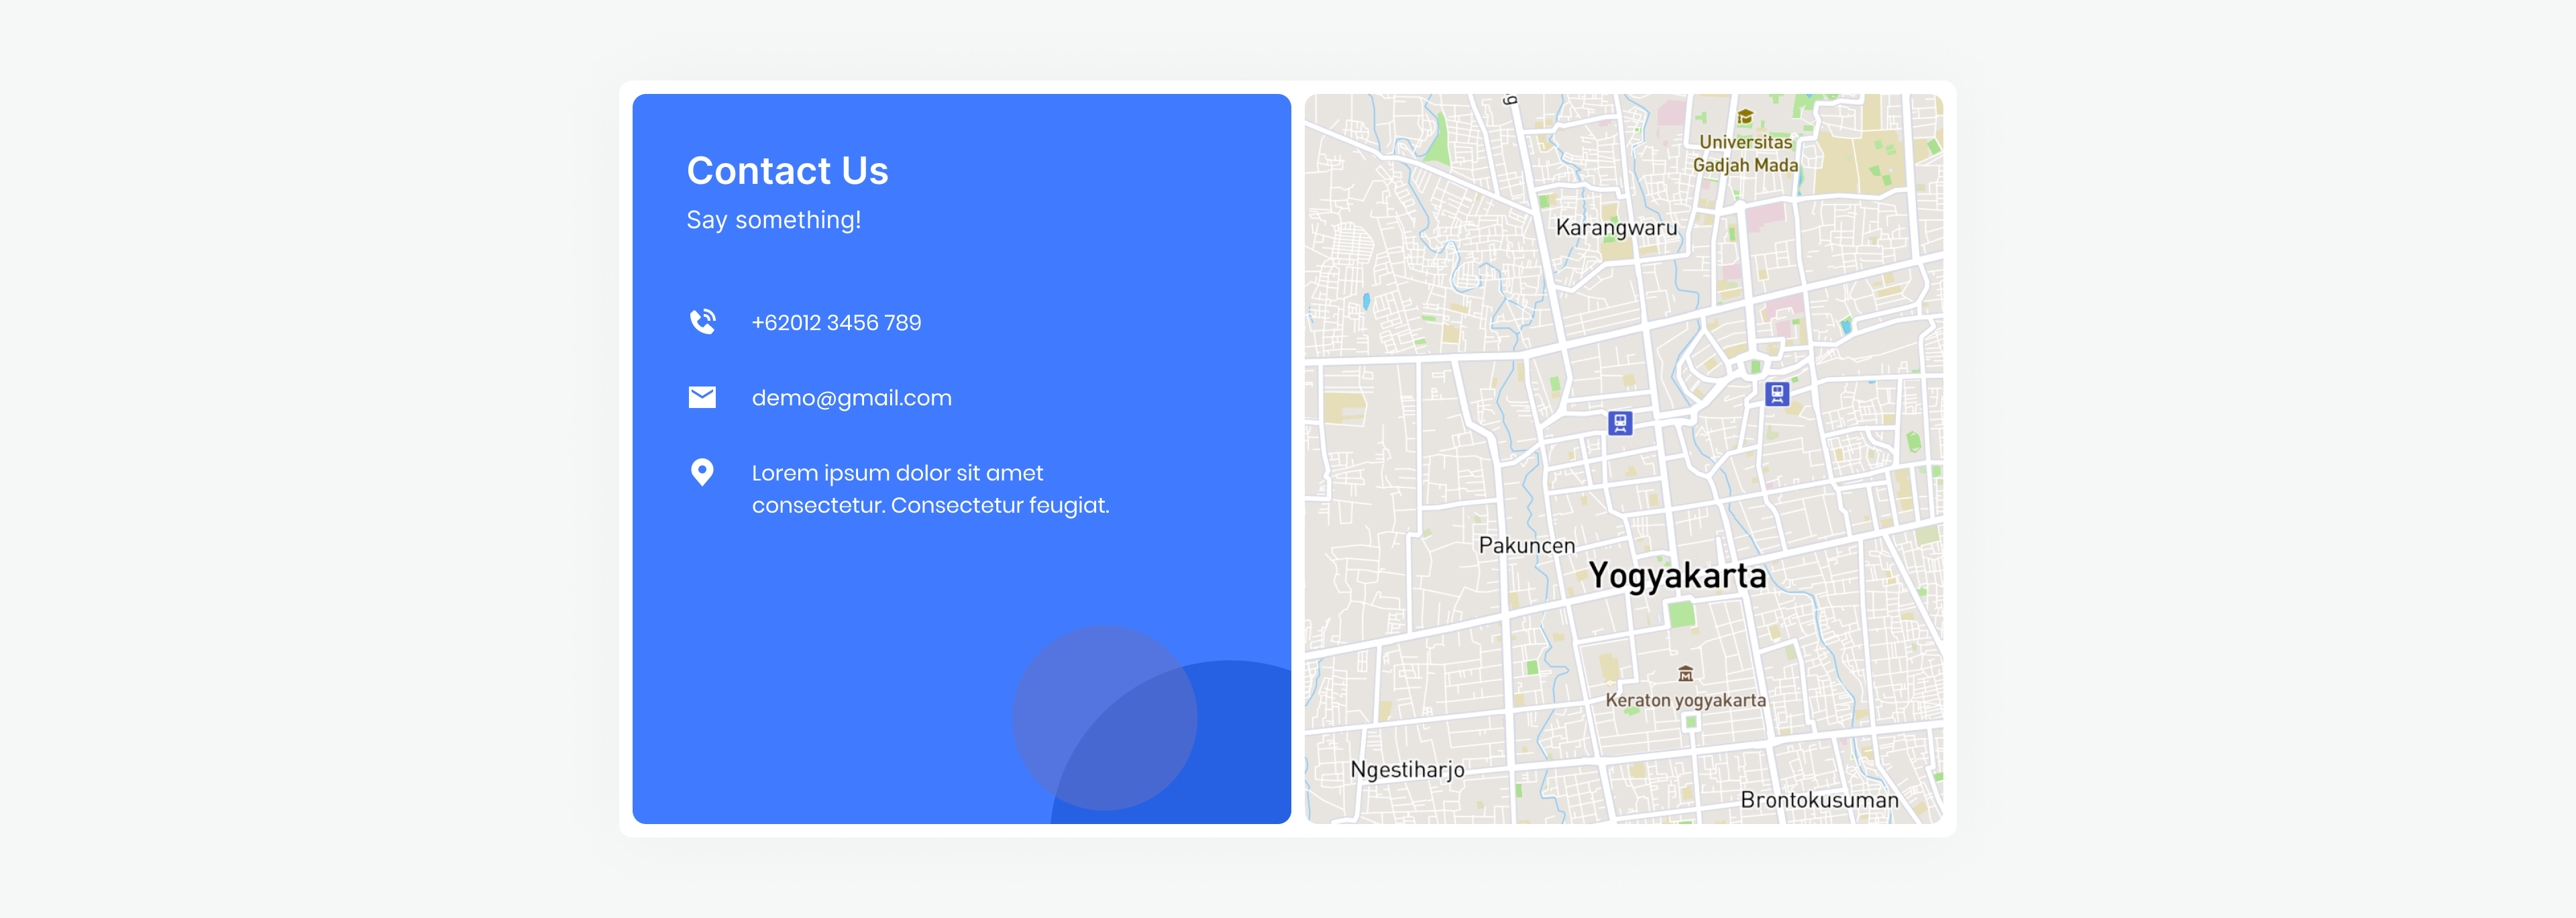 Contact Us
Say something!
+62012 3456 789
demo@gmail.com
Lorem ipsum dolor sit amet
consectetur. Consectetur feugiat.
g
Universitas
Gadjah Mada
Karangwaru
Pakuncen
Yogyakarta
Keraton yogyakarta
Ngestiharjo
Brontokusuman